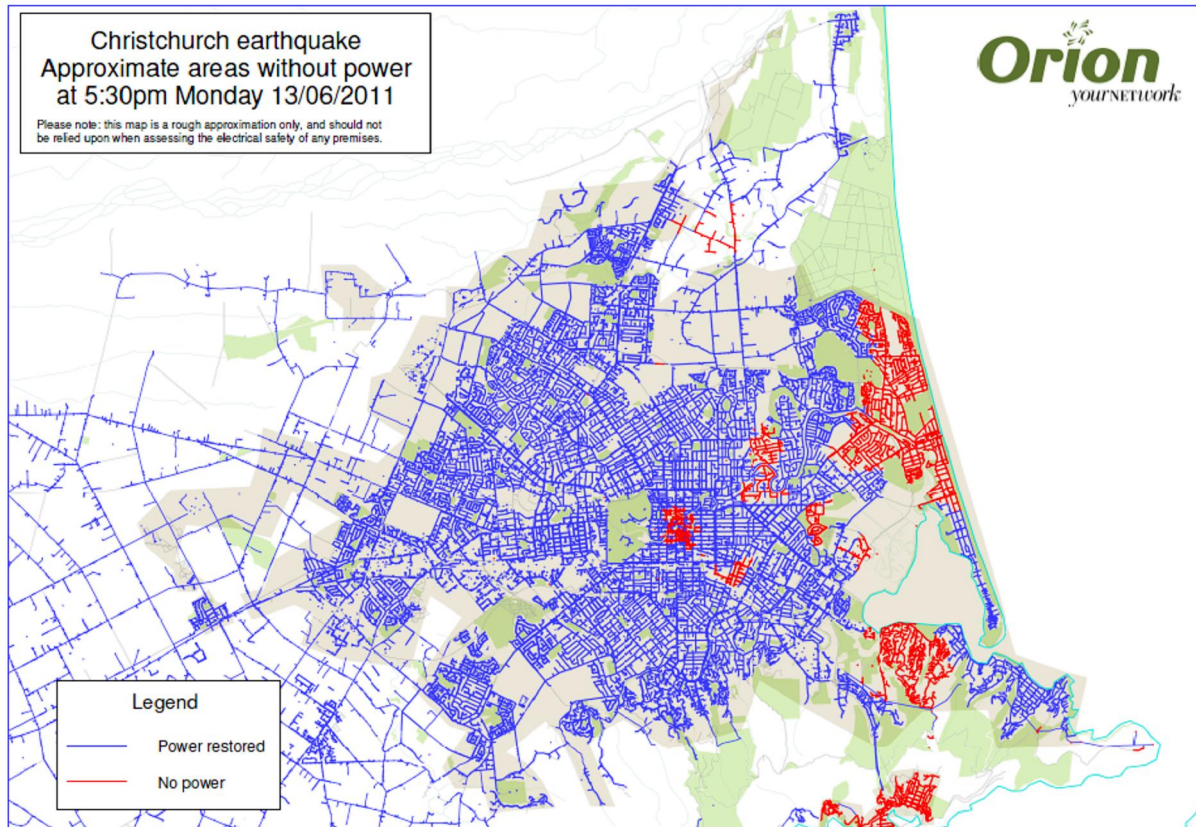 Christchurch earthquake
Approximate areas without power
at 5:30pm Monday 13/06/2011
Please note: this map is a rough approximation only, and should not
be relied upon when assessing the electrical safety of any premises.
Orion
yourNETWork
Legend
Power restored
No power